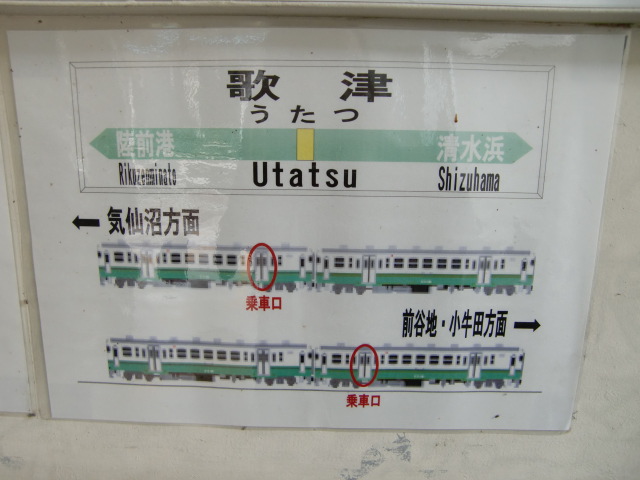 歌津
うたつ
陸前港 清水浜
Rikuzenminato Utatsu Shizuhama
← 気仙沼方面
乗車口
前谷地・小牛田方面 →
乗車口